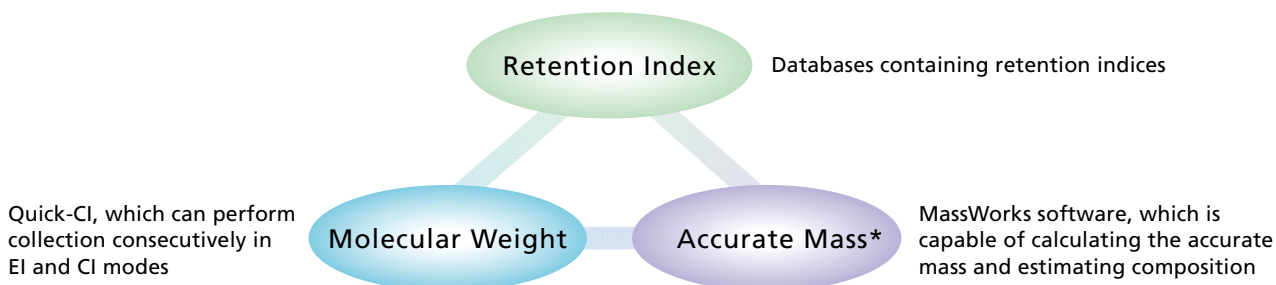 Retention Index
Databases containing retention indices
Quick-CI, which can perform
collection consecutively in
EI and CI modes
Molecular Weight
Accurate Mass*
MassWorks software, which is
capable of calculating the accurate
mass and estimating composition